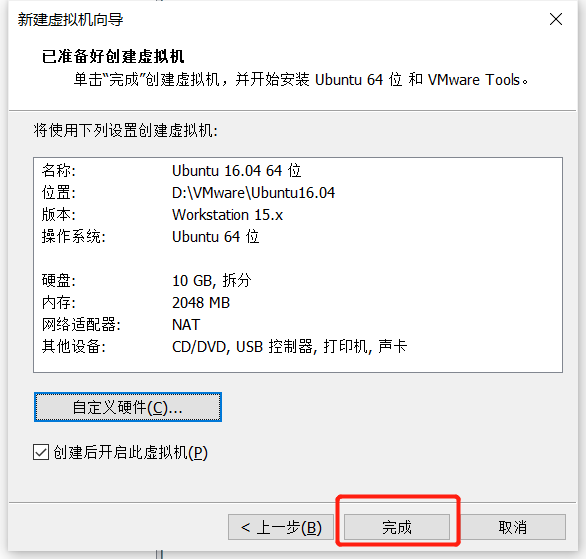 新建虚拟机向导
已准备好创建虚拟机
单击“完成”创建虚拟机，并开始安装 Ubuntu 64 位 和 VMware Tools。
将使用下列设置创建虚拟机:
名称: Ubuntu 16.04 64 位
位置: D:\VMware\Ubuntu16.04
版本: Workstation 15.x
操作系统: Ubuntu 64 位
硬盘: 10 GB, 拆分
内存: 2048 MB
网络适配器: NAT
其他设备: CD/DVD, USB 控制器, 打印机, 声卡
自定义硬件(C)...
创建后开启此虚拟机(P)
< 上一步(B) 完成 取消